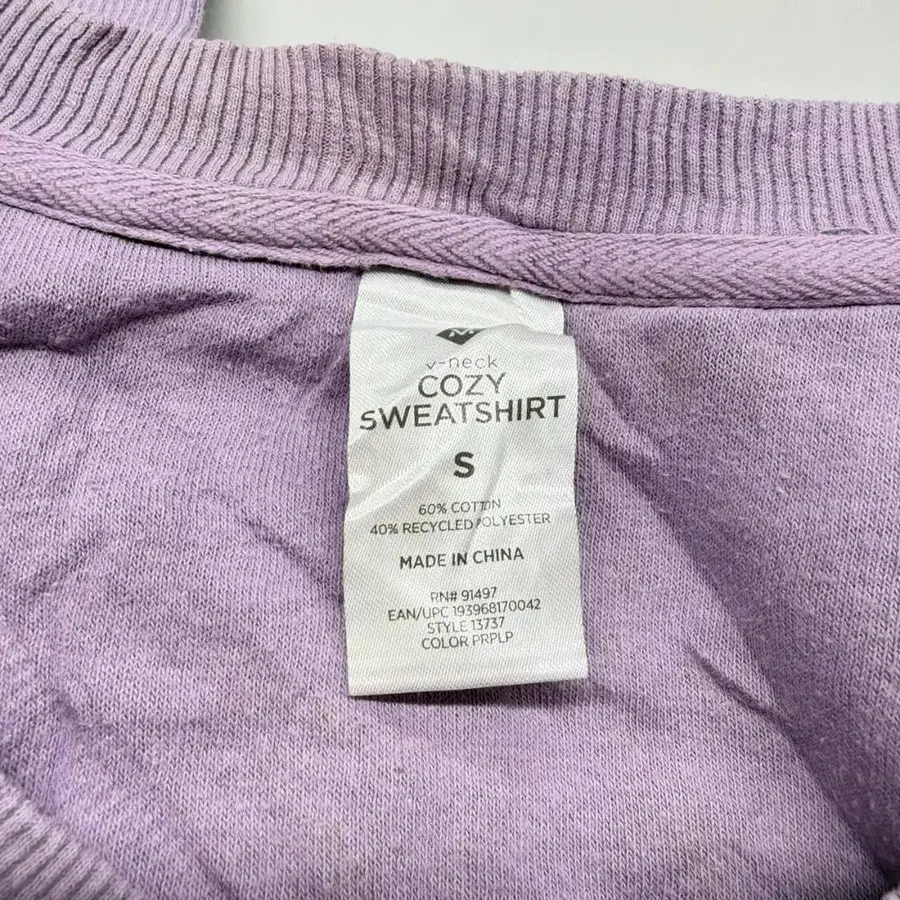 M
v-neck
COZY
SWEATSHIRT
S
60% COTTON
40% RECYCLED POLYESTER
MADE IN CHINA
RN# 91497
EAN/UPC 193968170042
STYLE 13737
COLOR PRPLP